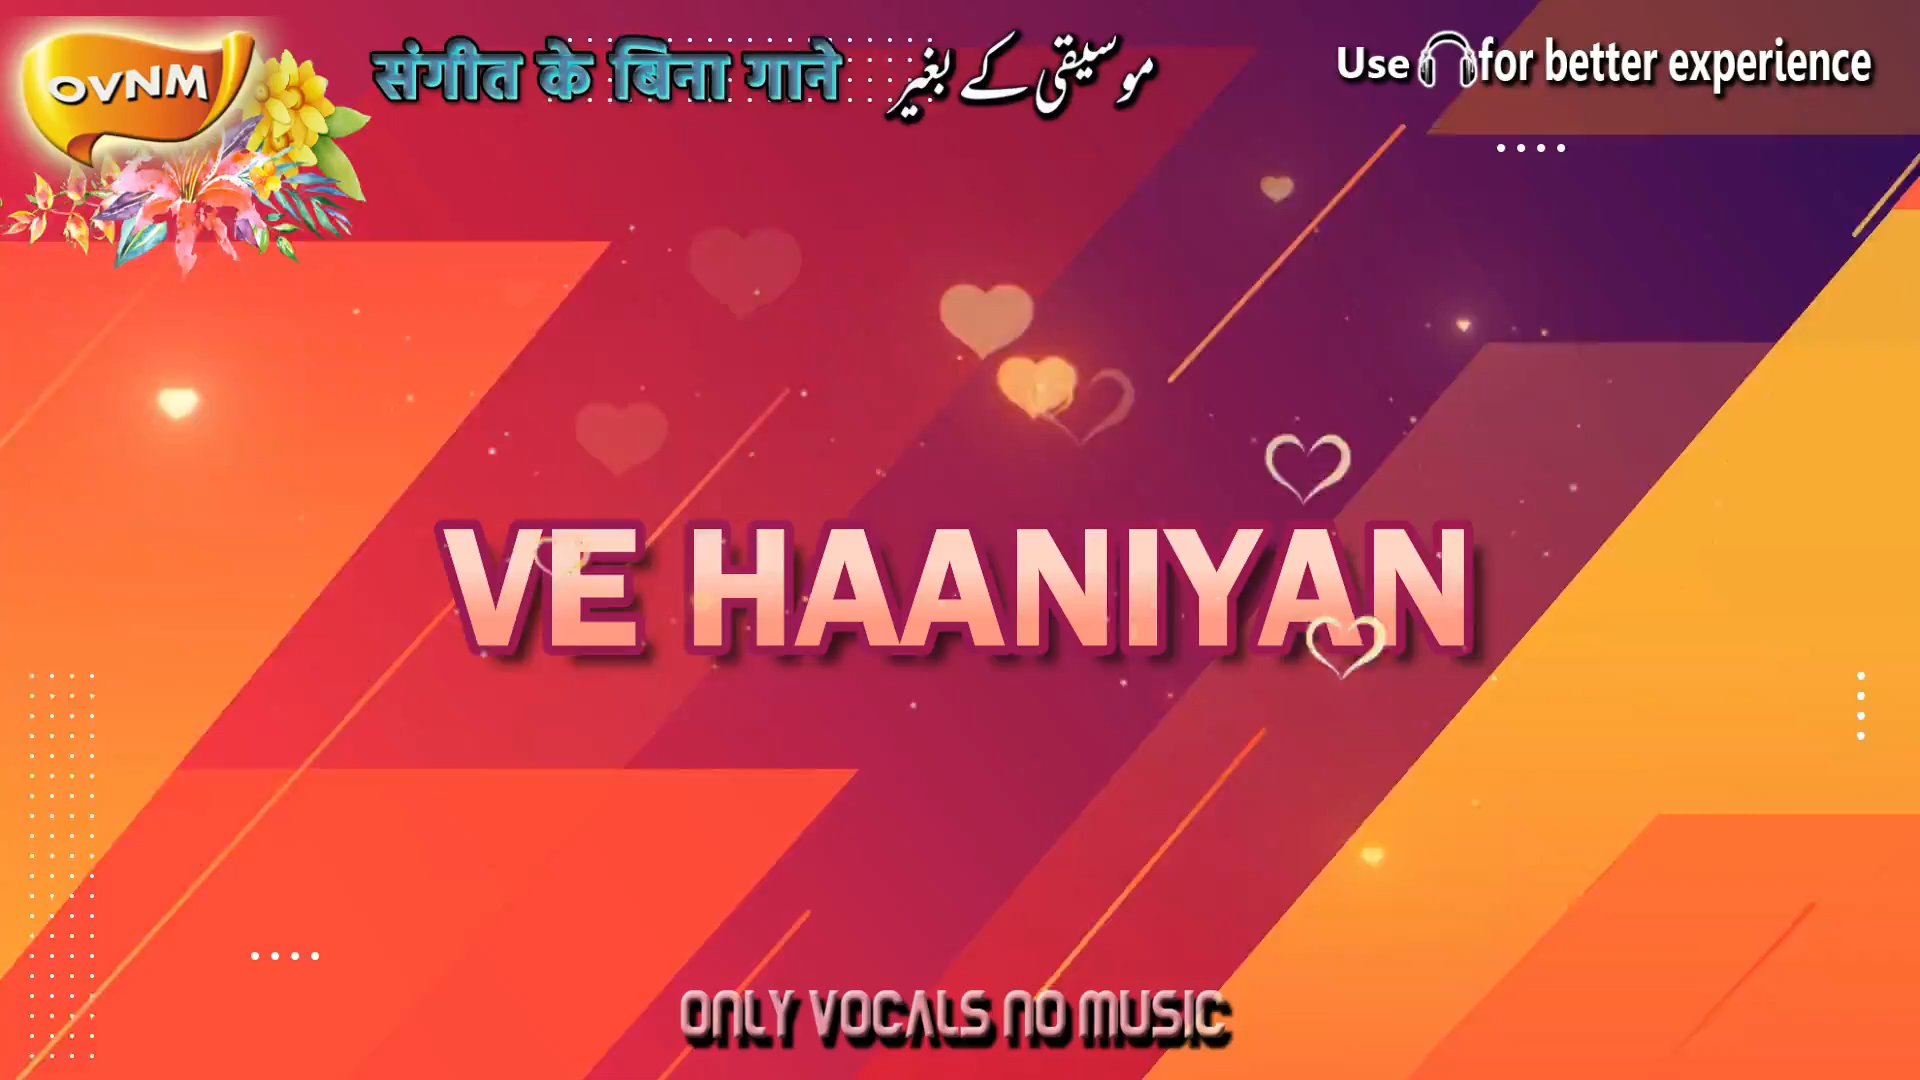 OVNM
संगीत के बिना गाने
موسیقی کے بغیر
Use for better experience
VE HAANIYAN
ONLY VOCALS NO MUSIC